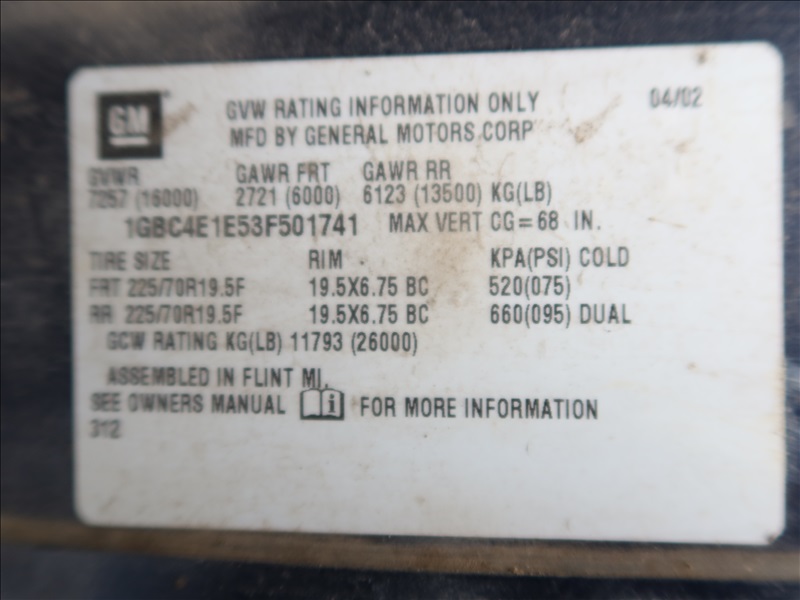 GM
GVW RATING INFORMATION ONLY 04/02
MFD BY GENERAL MOTORS CORP
GVWR GAWR FRT GAWR RR
7257 (16000) 2721 (6000) 6123 (13500) KG(LB)
1GBC4E1E53F501741 MAX VERT CG=68 IN.
TIRE SIZE RIM KPA(PSI) COLD
FRT 225/70R19.5F 19.5X6.75 BC 520(075)
RR 225/70R19.5F 19.5X6.75 BC 660(095) DUAL
GCW RATING KG(LB) 11793 (26000)
ASSEMBLED IN FLINT MI.
SEE OWNERS MANUAL i FOR MORE INFORMATION
312